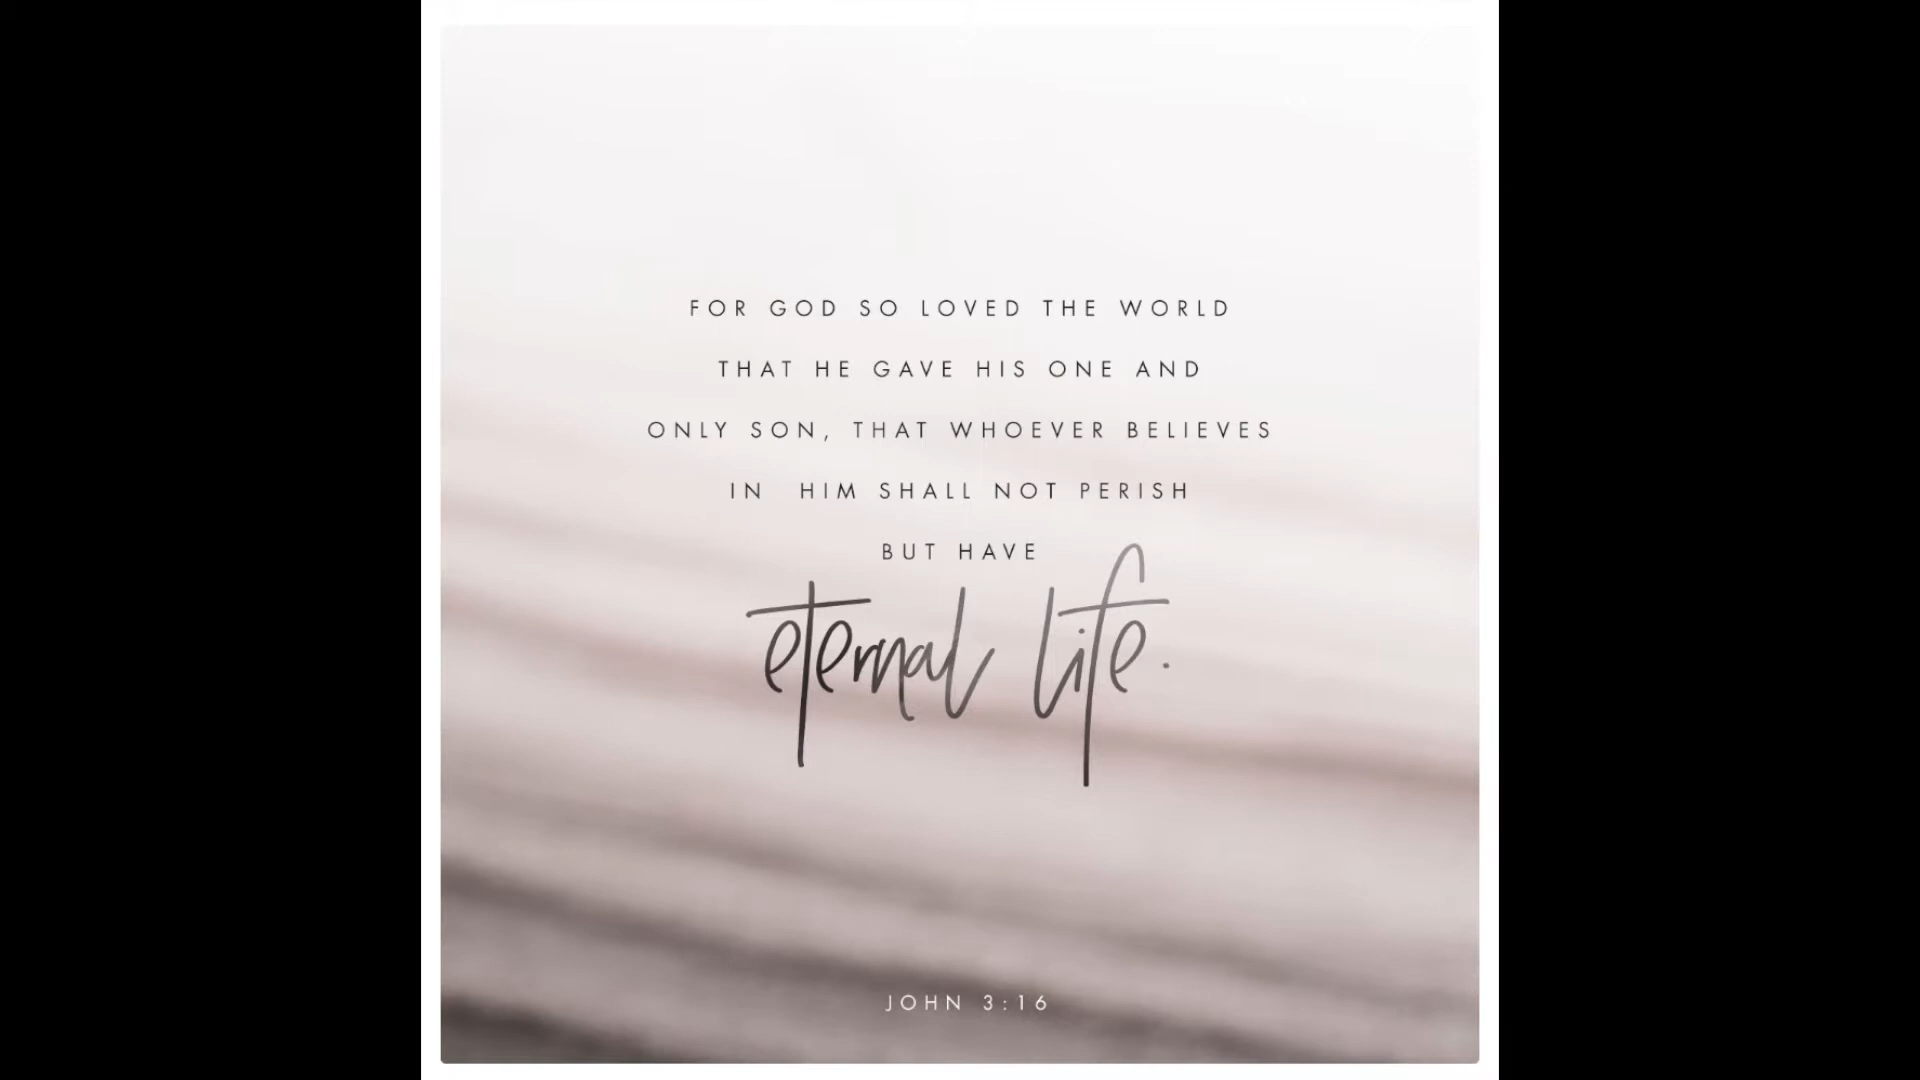 FOR GOD SO LOVED THE WORLD
THAT HE GAVE HIS ONE AND
ONLY SON, THAT WHOEVER BELIEVES
IN HIM SHALL NOT PERISH
BUT HAVE
eternal life.
JOHN 3:16